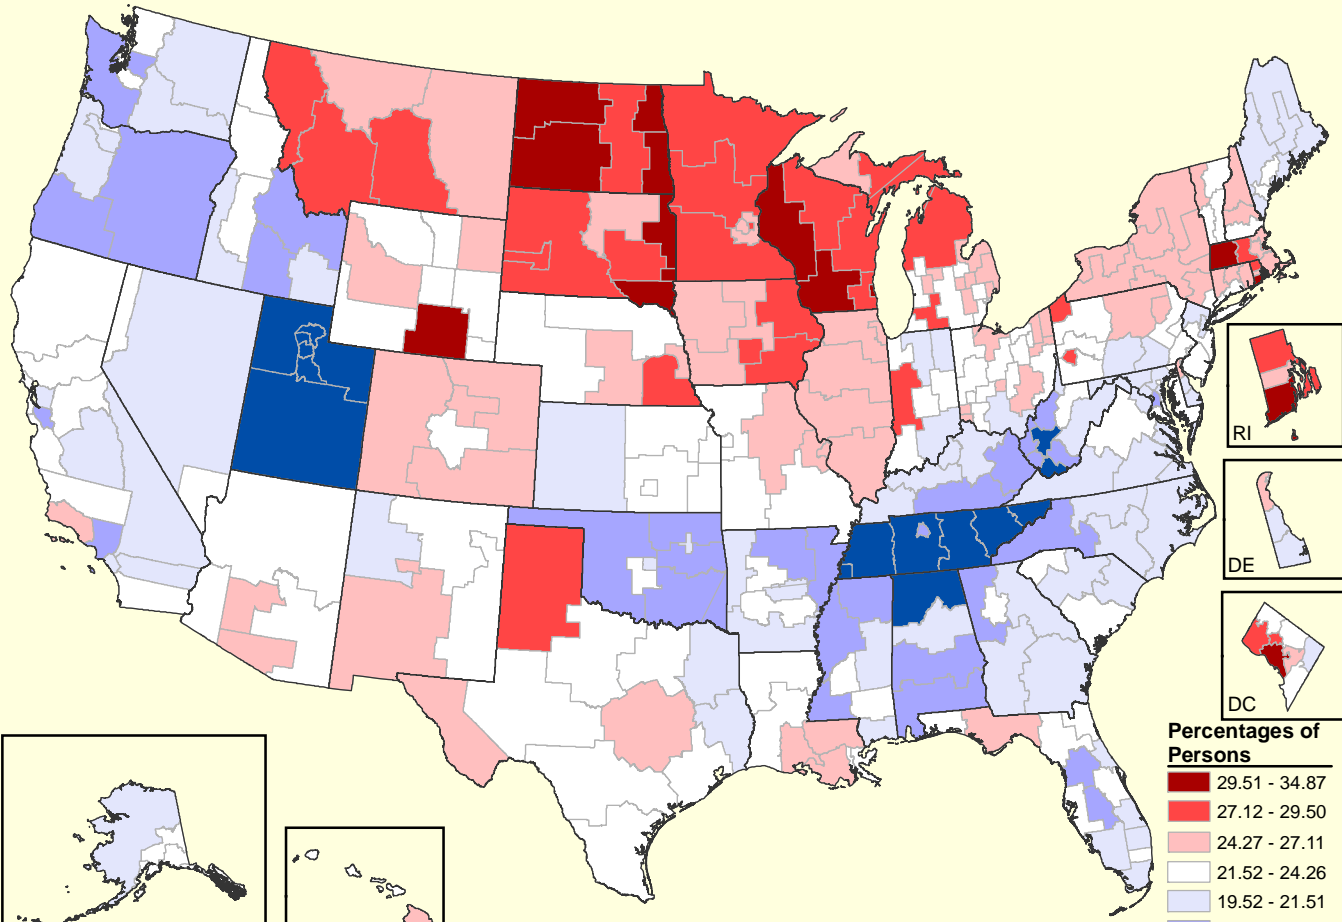 RI
DE
DC
Percentages of
Persons
29.51 - 34.87
27.12 - 29.50
24.27 - 27.11
21.52 - 24.26
19.52 - 21.51